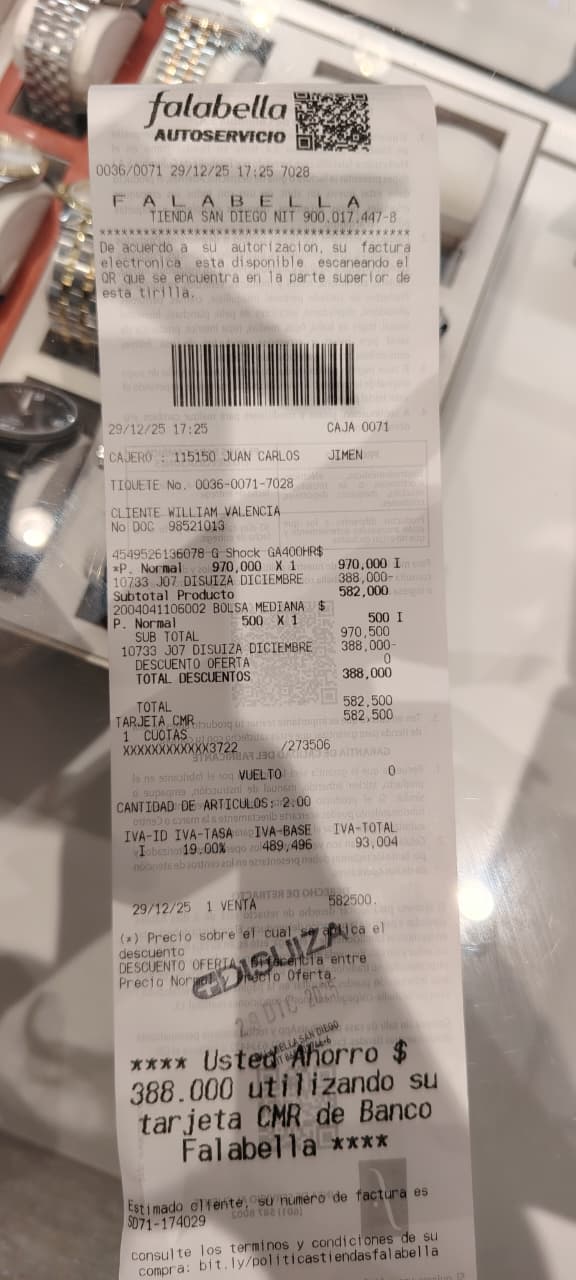 falabella
AUTOSERVICIO
0036/0071 29/12/25 17:25 7028
F A L A B E L L A
TIENDA SAN DIEGO NIT 900.017.447-8
****************************************
De acuerdo a su autorizacion, su factura
electronica esta disponible escaneando el
QR que se encuentra en la parte superior de
esta tirilla.
29/12/25 17:25 CAJA 0071
CAJERO : 115150 JUAN CARLOS JIMEN
TIQUETE No. 0036-0071-7028
CLIENTE WILLIAM VALENCIA
No DOC 98521013
4549526136078 G Shock GA400HR$
*P. Normal 970,000 X 1 970,000 I
10733 J07 DISUIZA DICIEMBRE 388,000-
Subtotal Producto 582,000
2004041106002 BOLSA MEDIANA $
P. Normal 500 X 1 500 I
SUB TOTAL 970,500
10733 J07 DISUIZA DICIEMBRE 388,000-
DESCUENTO OFERTA 0
TOTAL DESCUENTOS 388,000
TOTAL 582,500
TARJETA CMR 582,500
1 CUOTAS
XXXXXXXXXXXX3722 /273506
VUELTO 0
CANTIDAD DE ARTICULOS: 2.00
IVA-ID IVA-TASA IVA-BASE IVA-TOTAL
I 19.00% 489,496 93,004
29/12/25 1 VENTA 582500.
(*) Precio sobre el cual se aplica el
descuento
DESCUENTO OFERTA: Diferencia entre
Precio Normal y Precio Oferta.
DISUIZA
29 DIC 2025
FALABELLA SAN DIEGO
**** Usted Ahorro $
388.000 utilizando su
tarjeta CMR de Banco
Falabella ****
Estimado cliente, su numero de factura es
SD71-174029
consulte los terminos y condiciones de su
compra: bit.ly/politicastiendasfalabella